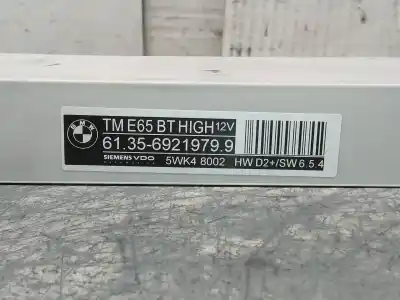 BMW
TM E65 BT HIGH 12V
61.35-6921979.9
SIEMENS VDO
5WK4 8002 HW D2+/SW 6.5.4